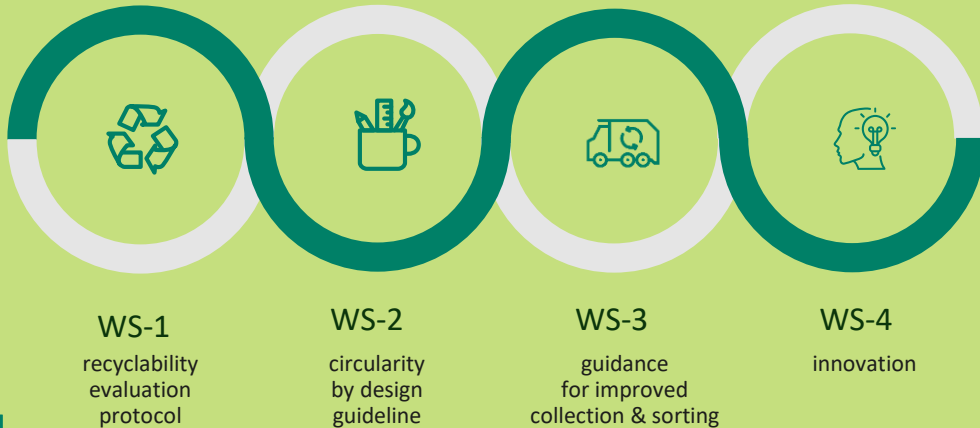 WS-1
recyclability
evaluation
protocol
WS-2
circularity
by design
guideline
WS-3
guidance
for improved
collection & sorting
WS-4
innovation